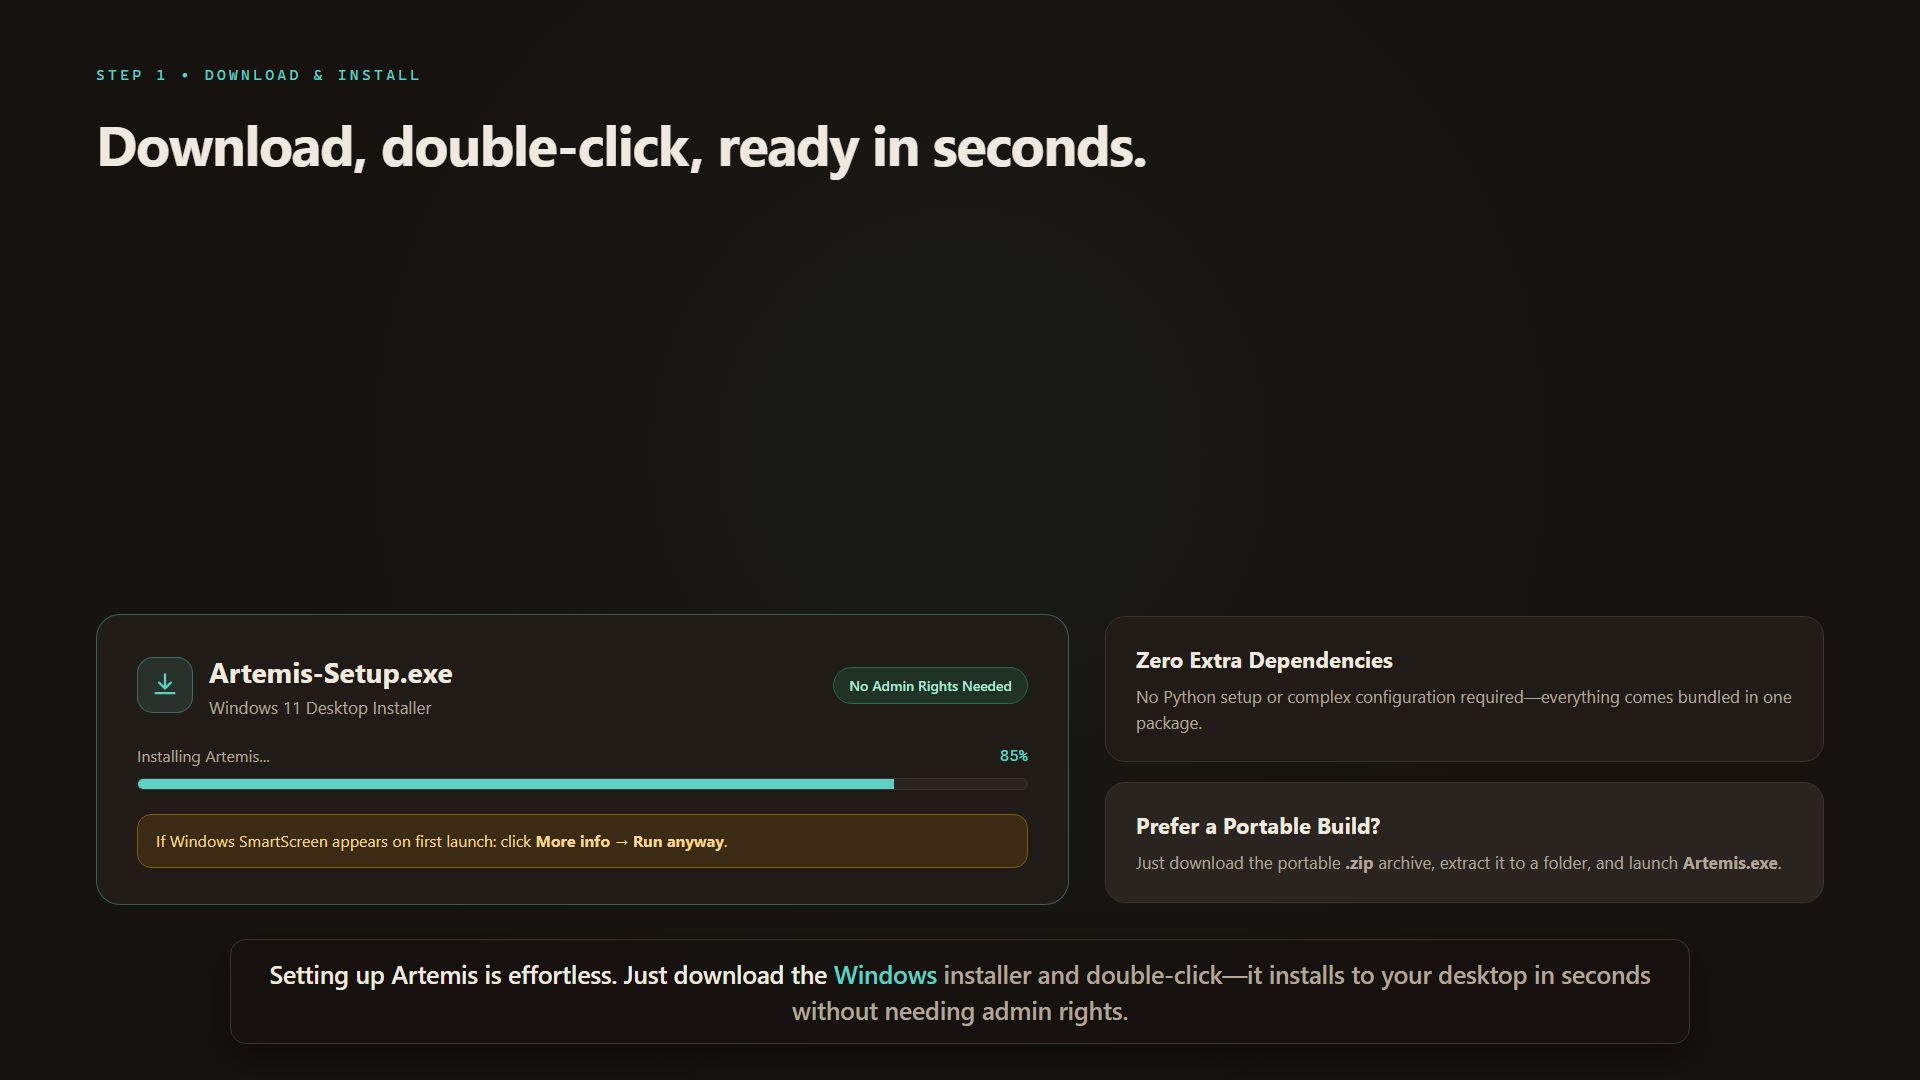 STEP 1 • DOWNLOAD & INSTALL
Download, double-click, ready in seconds.
Artemis-Setup.exe
Windows 11 Desktop Installer
No Admin Rights Needed
Installing Artemis...
85%
If Windows SmartScreen appears on first launch: click More info → Run anyway.
Zero Extra Dependencies
No Python setup or complex configuration required—everything comes bundled in one
package.
Prefer a Portable Build?
Just download the portable .zip archive, extract it to a folder, and launch Artemis.exe.
Setting up Artemis is effortless. Just download the Windows installer and double-click—it installs to your desktop in seconds
without needing admin rights.